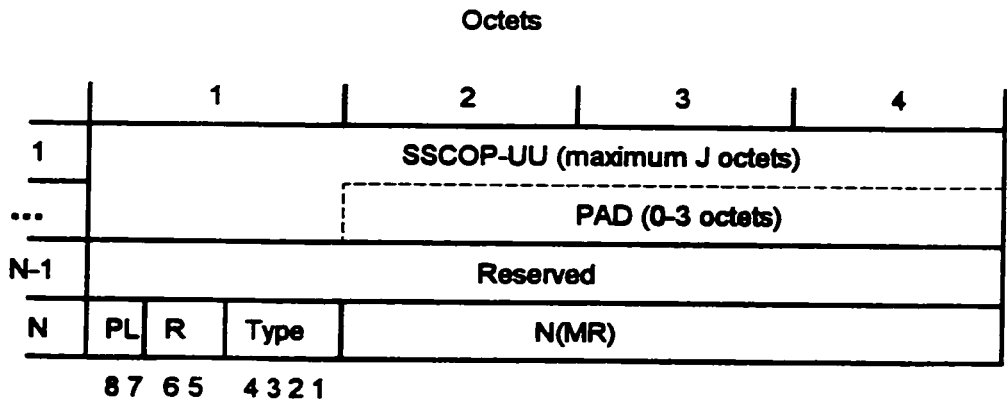 Octets
1 2 3 4
1 SSCOP-UU (maximum J octets)
... PAD (0-3 octets)
N-1 Reserved
N PL R Type N(MR)
8 7 6 5 4 3 2 1